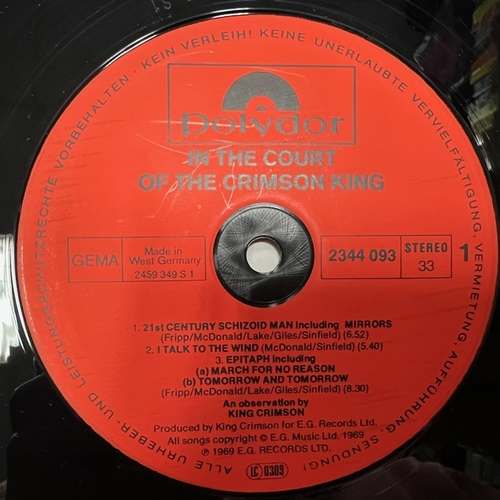 ALLE URHEBER- UND LEISTUNGSSCHUTZRECHTE VORBEHALTEN · KEIN VERLEIH! KEINE UNERLAUBTE VERVIELFÄLTIGUNG, VERMIETUNG, AUFFÜHRUNG, SENDUNG!
Polydor
IN THE COURT
OF THE CRIMSON KING
GEMA
Made in
West Germany
2459 349 S 1
2344 093
STEREO
33
1
1. 21st CENTURY SCHIZOID MAN including MIRRORS
(Fripp/McDonald/Lake/Giles/Sinfield) (6.52)
2. I TALK TO THE WIND (McDonald/Sinfield) (5.40)
3. EPITAPH including
(a) MARCH FOR NO REASON
(b) TOMORROW AND TOMORROW
(Fripp/McDonald/Lake/Giles/Sinfield) (8.30)
An observation by
KING CRIMSON
Produced by King Crimson for E.G. Records Ltd.
All songs copyright © E.G. Music Ltd. 1969
℗ 1969 E.G. RECORDS LTD.
LC 0309